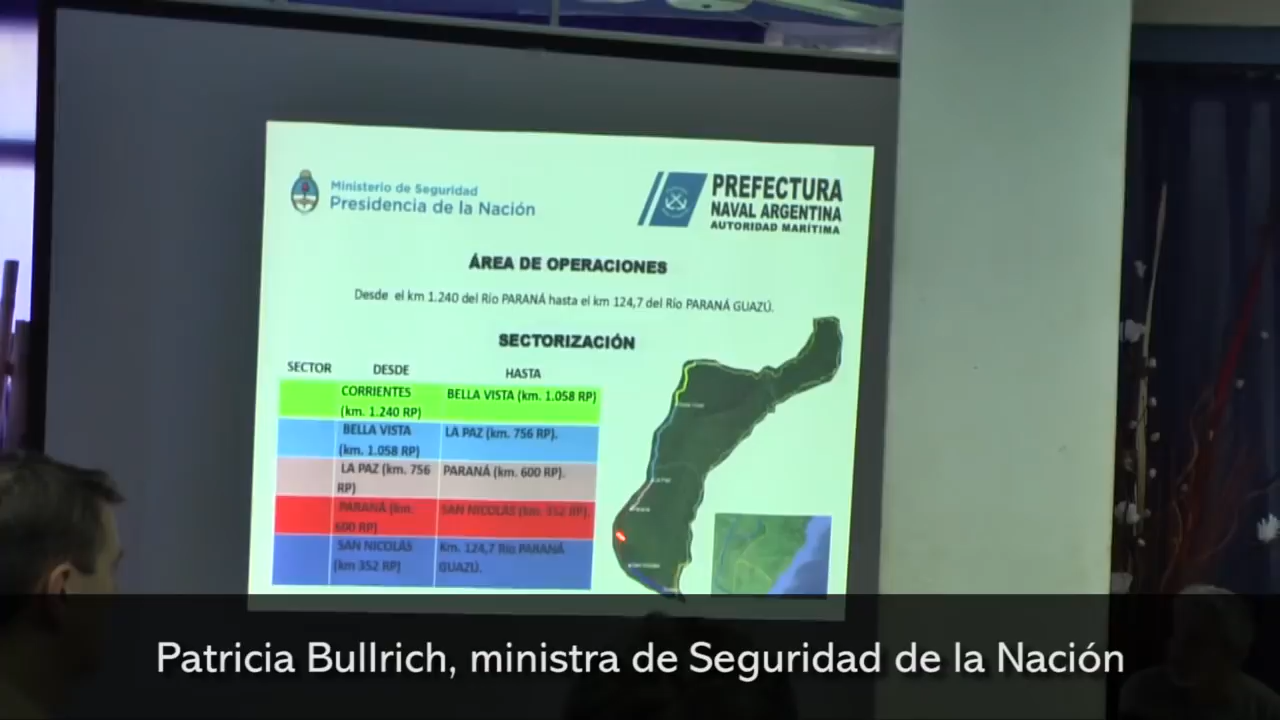 Ministerio de Seguridad
Presidencia de la Nación
PREFECTURA
NAVAL ARGENTINA
AUTORIDAD MARÍTIMA
ÁREA DE OPERACIONES
Desde el km 1.240 del Río PARANÁ hasta el km 124,7 del Río PARANÁ GUAZÚ.
SECTORIZACIÓN
SECTOR DESDE HASTA
CORRIENTES BELLA VISTA (km. 1.058 RP)
(km. 1.240 RP)
BELLA VISTA LA PAZ (km. 756 RP).
(km. 1.058 RP)
LA PAZ (km. 756 PARANÁ (km. 600 RP).
RP)
PARANÁ (km. SAN NICOLÁS (km. 352 RP).
600 RP)
SAN NICOLÁS Km. 124,7 Río PARANÁ
(km 352 RP) GUAZÚ.
Patricia Bullrich, ministra de Seguridad de la Nación